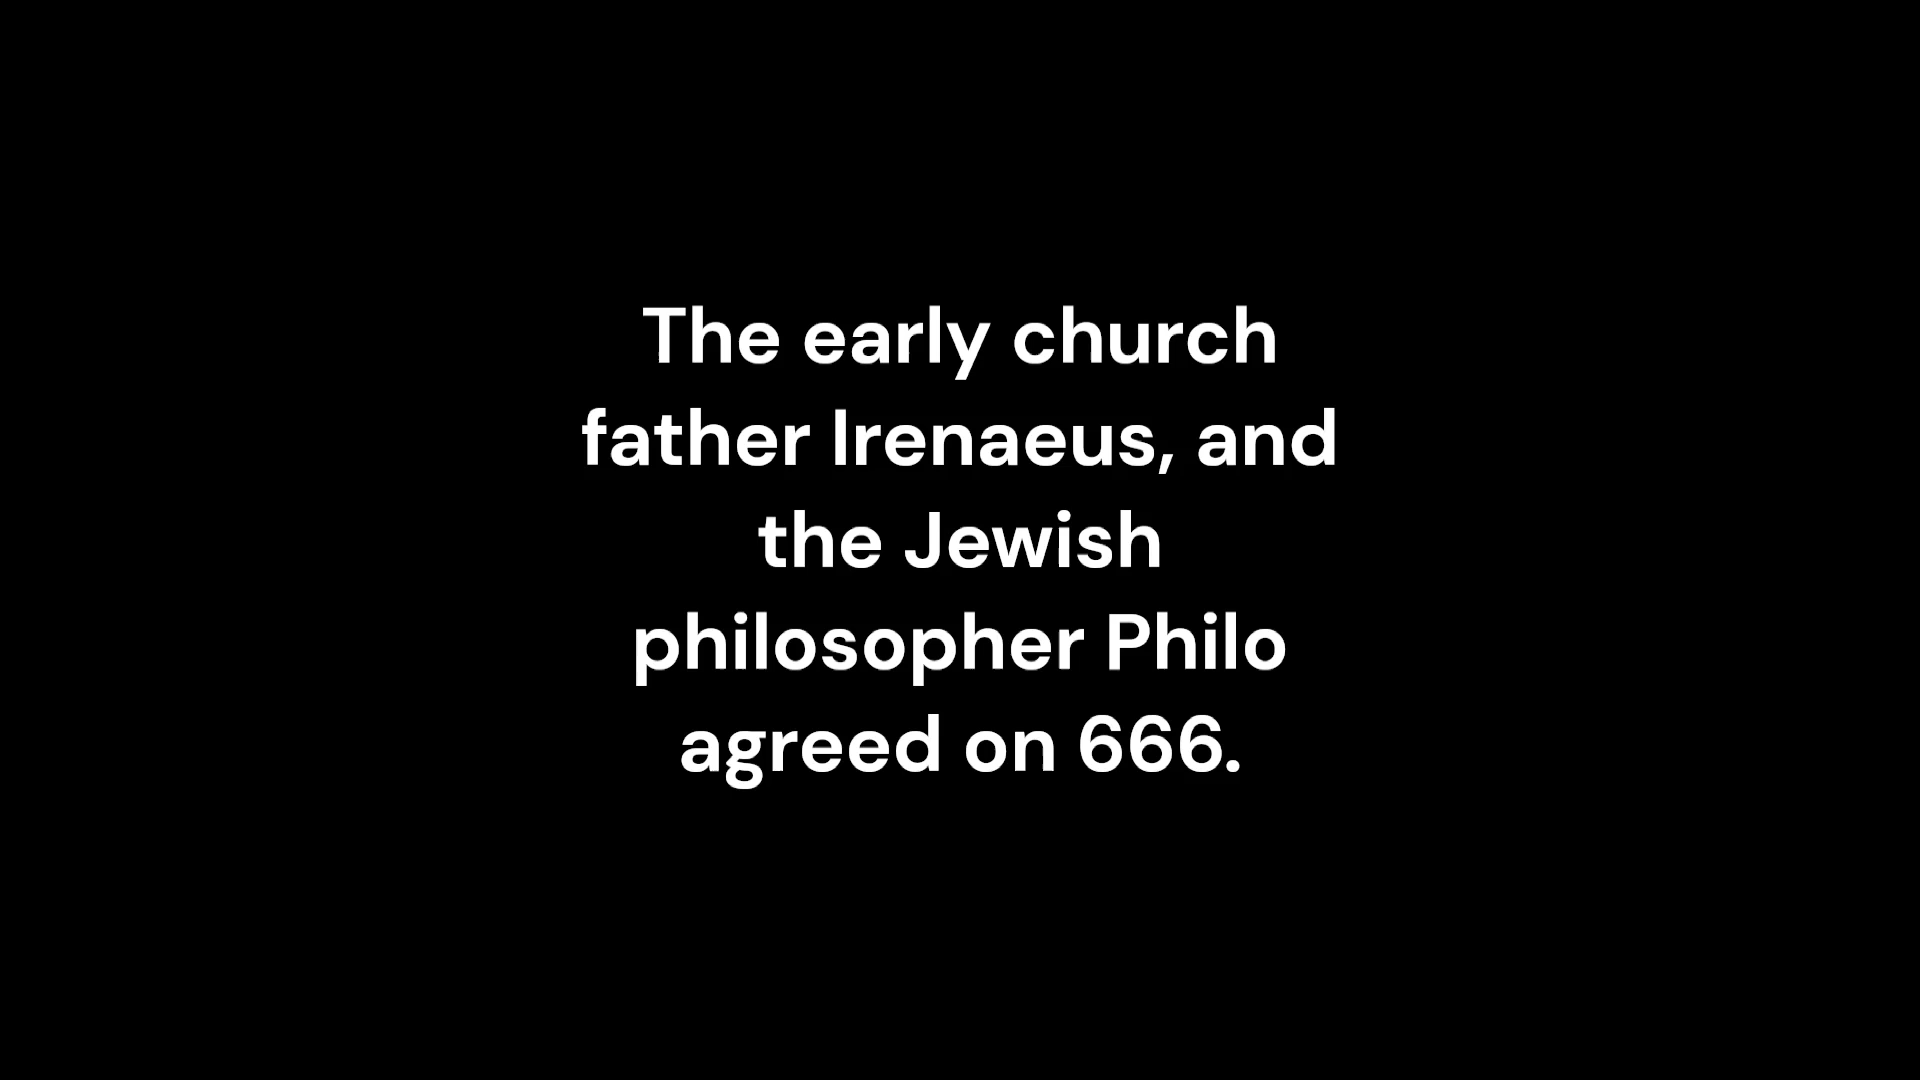 The early church
father Irenaeus, and
the Jewish
philosopher Philo
agreed on 666.